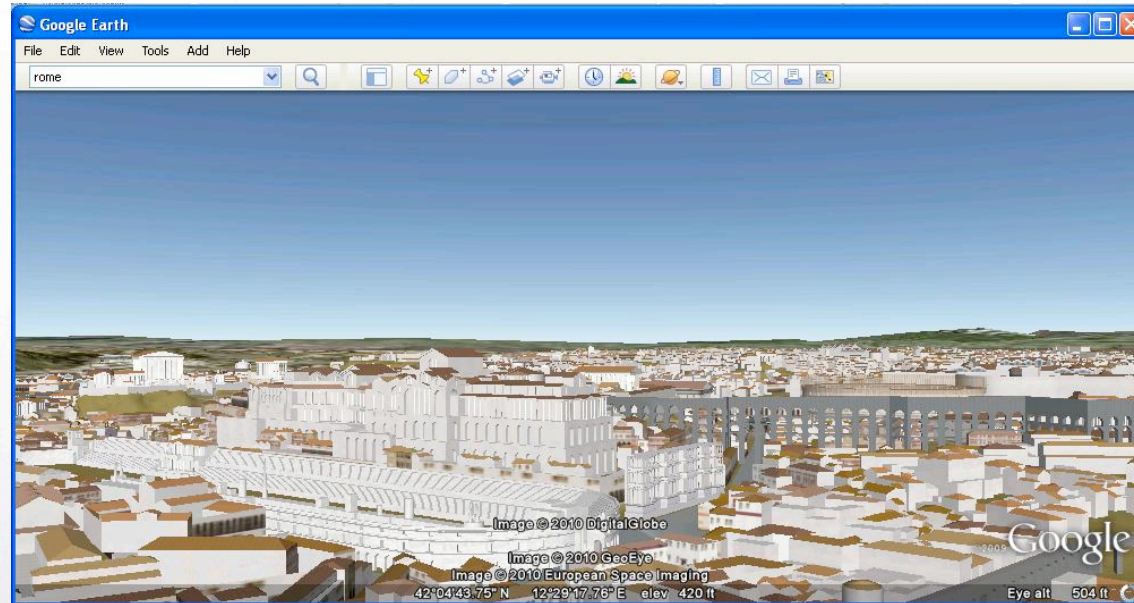 Google Earth
File Edit View Tools Add Help
rome
Image © 2010 DigitalGlobe
Image © 2010 GeoEye
©2009 Google
Image © 2010 European Space Imaging
42°04'43.75" N 12°29'17.76" E elev 420 ft Eye alt 504 ft